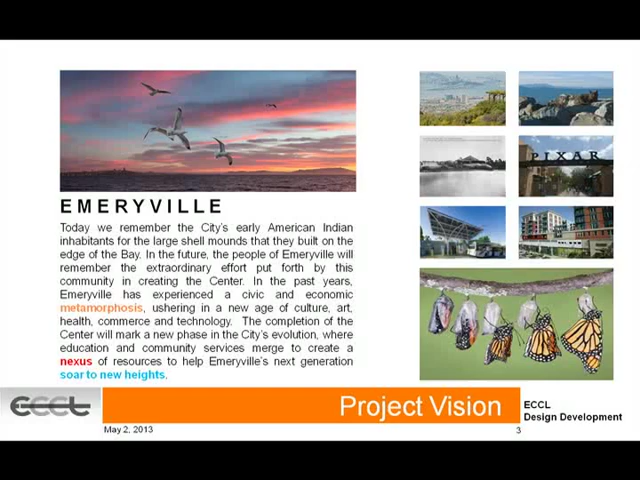 PIXAR
EMERYVILLE
Today we remember the City's early American Indian
inhabitants for the large shell mounds that they built on the
edge of the Bay. In the future, the people of Emeryville will
remember the extraordinary effort put forth by this
community in creating the Center. In the past years,
Emeryville has experienced a civic and economic
metamorphosis, ushering in a new age of culture, art,
health, commerce and technology. The completion of the
Center will mark a new phase in the City's evolution, where
education and community services merge to create a
nexus of resources to help Emeryville's next generation
soar to new heights.
ECCL
Project Vision
ECCL
Design Development
May 2, 2013
3